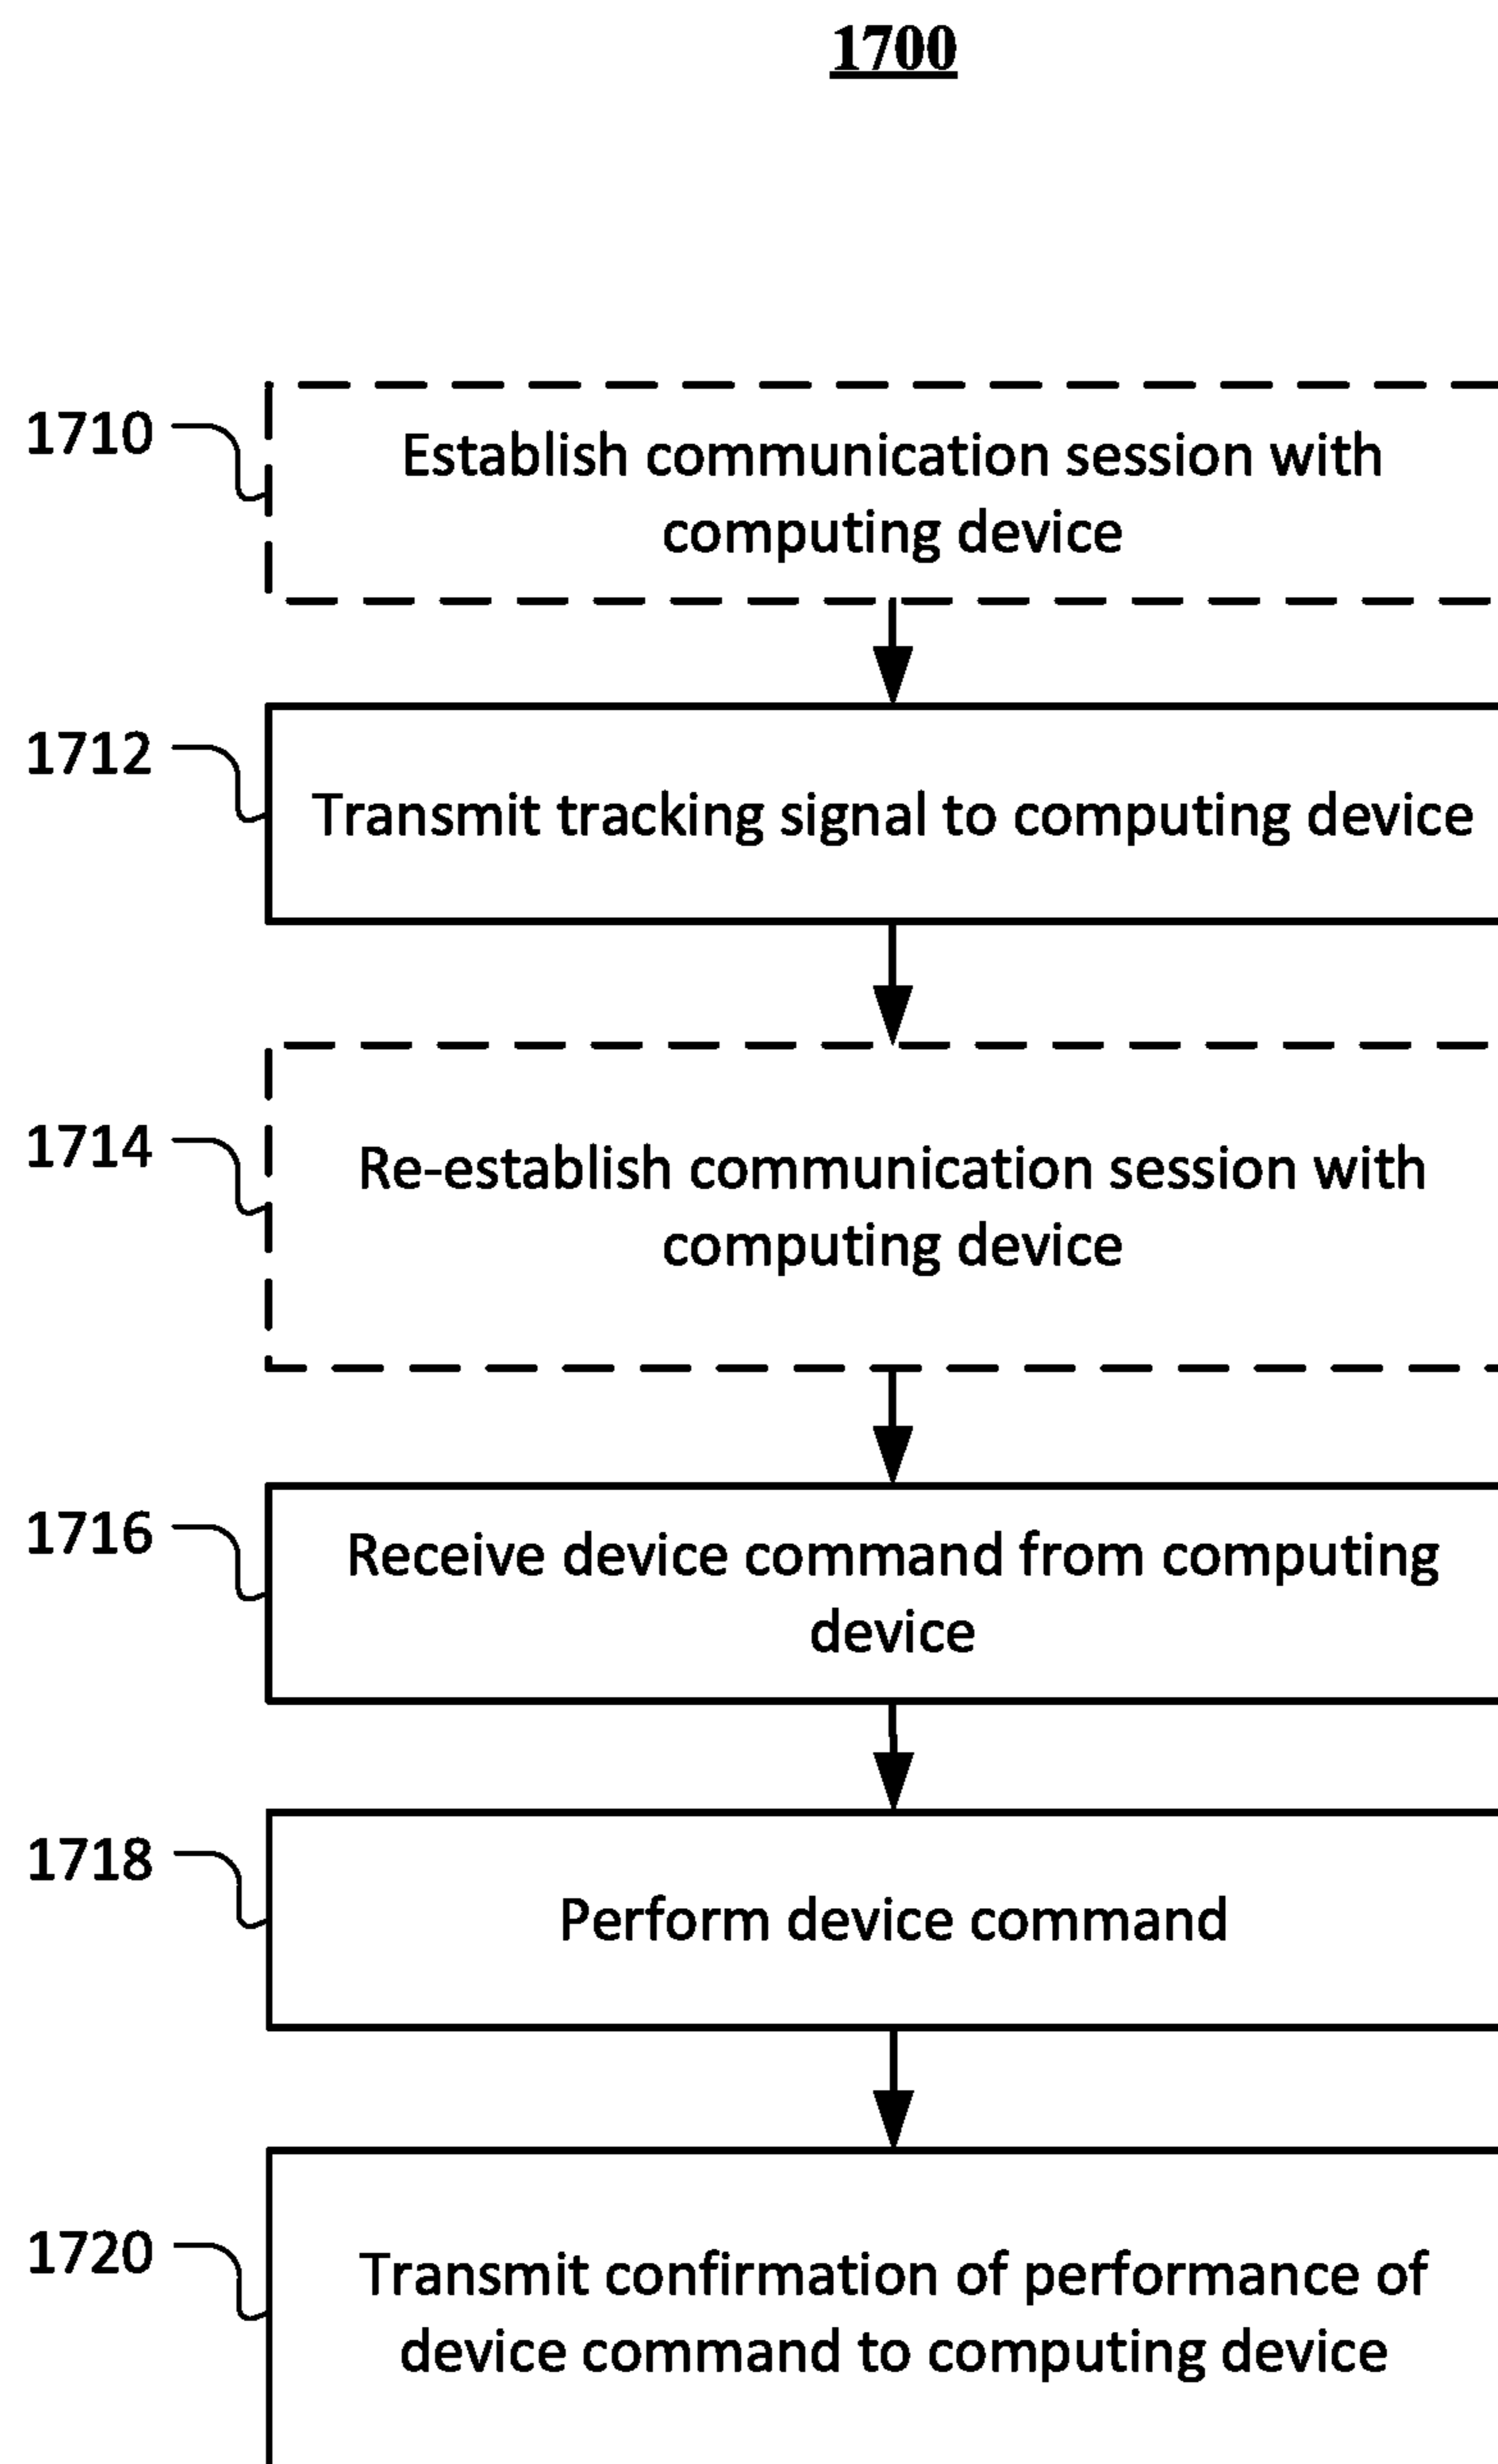 1700
1710
Establish communication session with
computing device
1712
Transmit tracking signal to computing device
1714
Re-establish communication session with
computing device
1716
Receive device command from computing
device
1718
Perform device command
1720
Transmit confirmation of performance of
device command to computing device